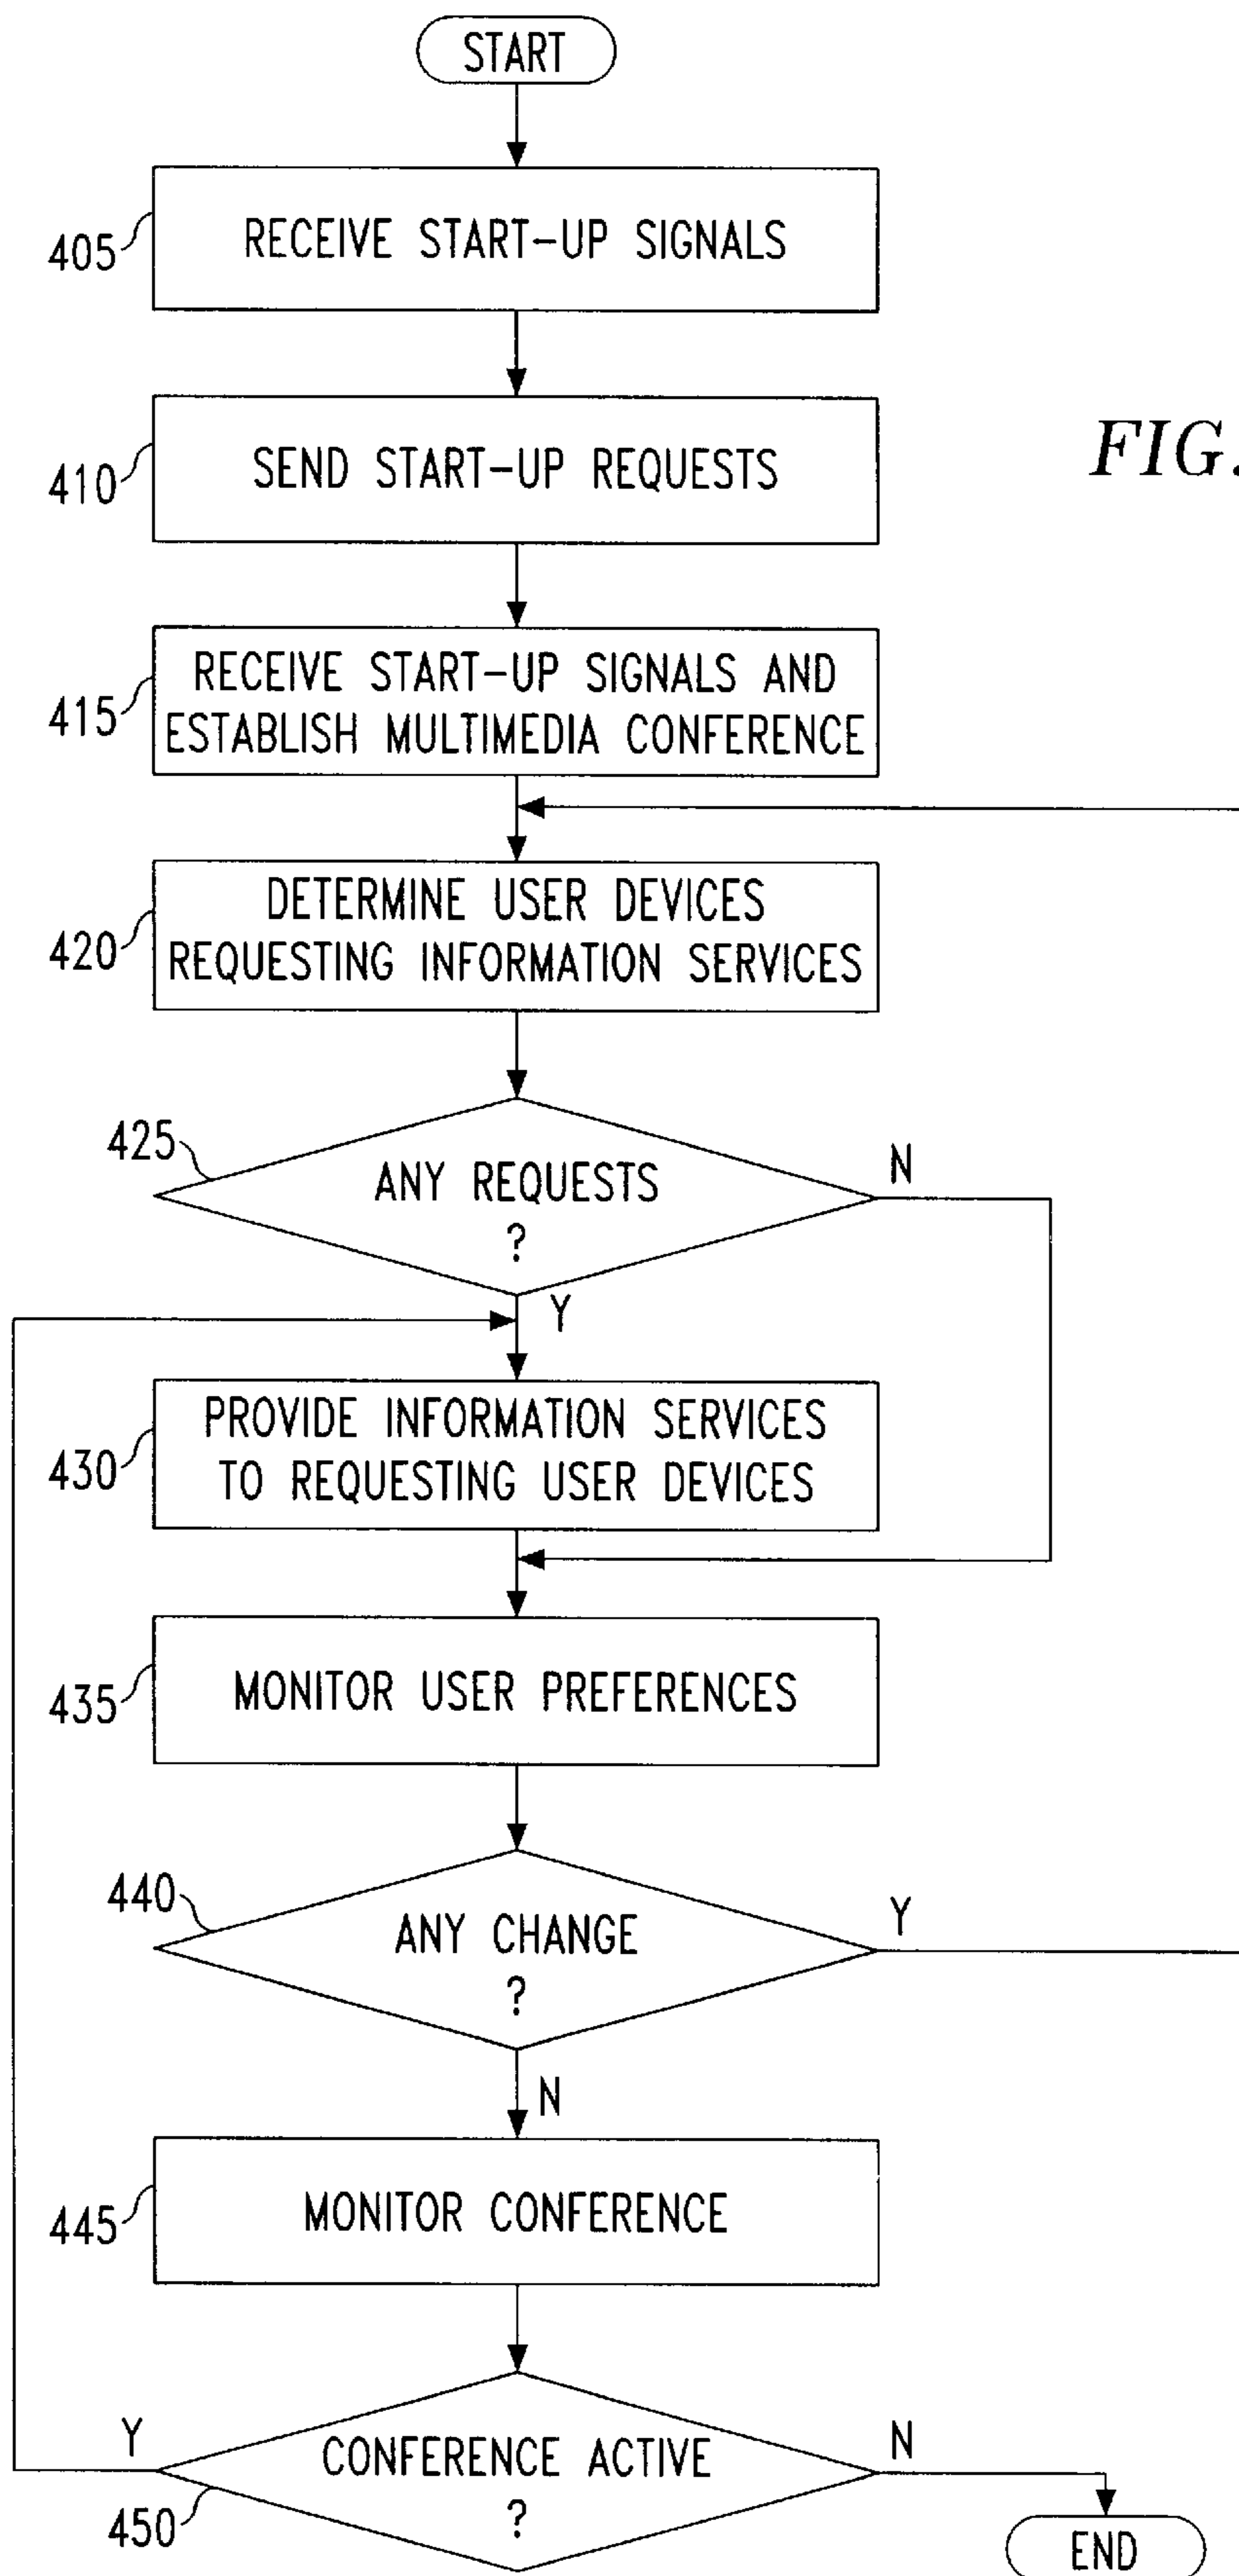 START
405
RECEIVE START-UP SIGNALS
410
SEND START-UP REQUESTS
FIG.
415
RECEIVE START-UP SIGNALS AND
ESTABLISH MULTIMEDIA CONFERENCE
420
DETERMINE USER DEVICES
REQUESTING INFORMATION SERVICES
425
ANY REQUESTS
?
N
Y
430
PROVIDE INFORMATION SERVICES
TO REQUESTING USER DEVICES
435
MONITOR USER PREFERENCES
440
ANY CHANGE
?
Y
N
445
MONITOR CONFERENCE
Y
450
CONFERENCE ACTIVE
?
N
END